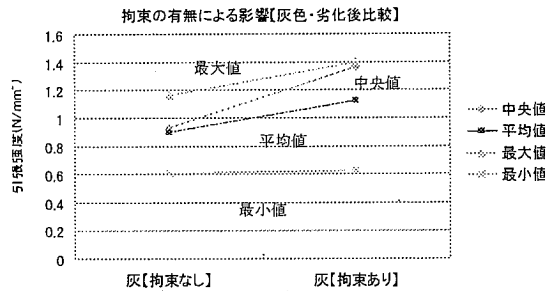 拘束の有無による影響【灰色・劣化後比較】
引張強度(N/mm²)
1.6
1.4
1.2
1
0.8
0.6
0.4
0.2
0
最大値
中央値
平均値
最小値
灰【拘束なし】
灰【拘束あり】
中央値
平均値
最大値
最小値